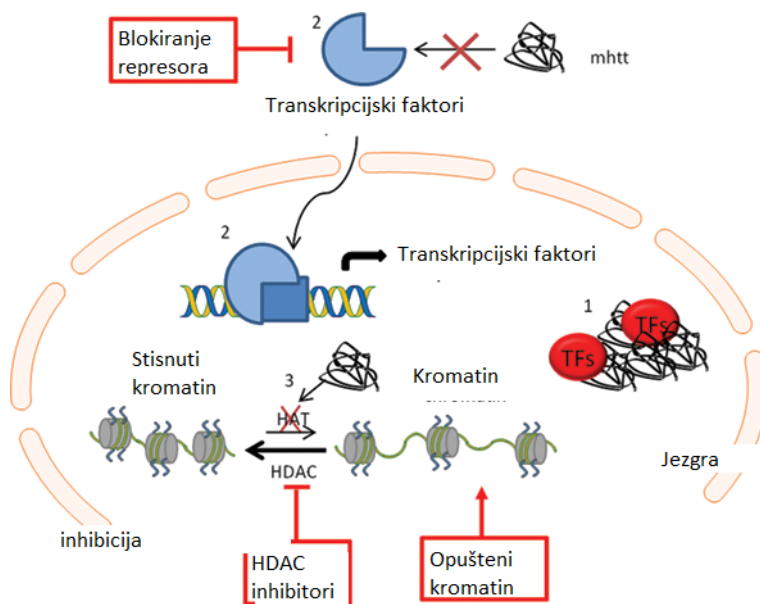 Blokiranje
represora
2
mhtt
Transkripcijski faktori
2
Transkripcijski faktori
1
TFs
TFs
Stisnuti
kromatin
3
Kromatin
HAT
HDAC
Jezgra
inhibicija
HDAC
inhibitori
Opušteni
kromatin